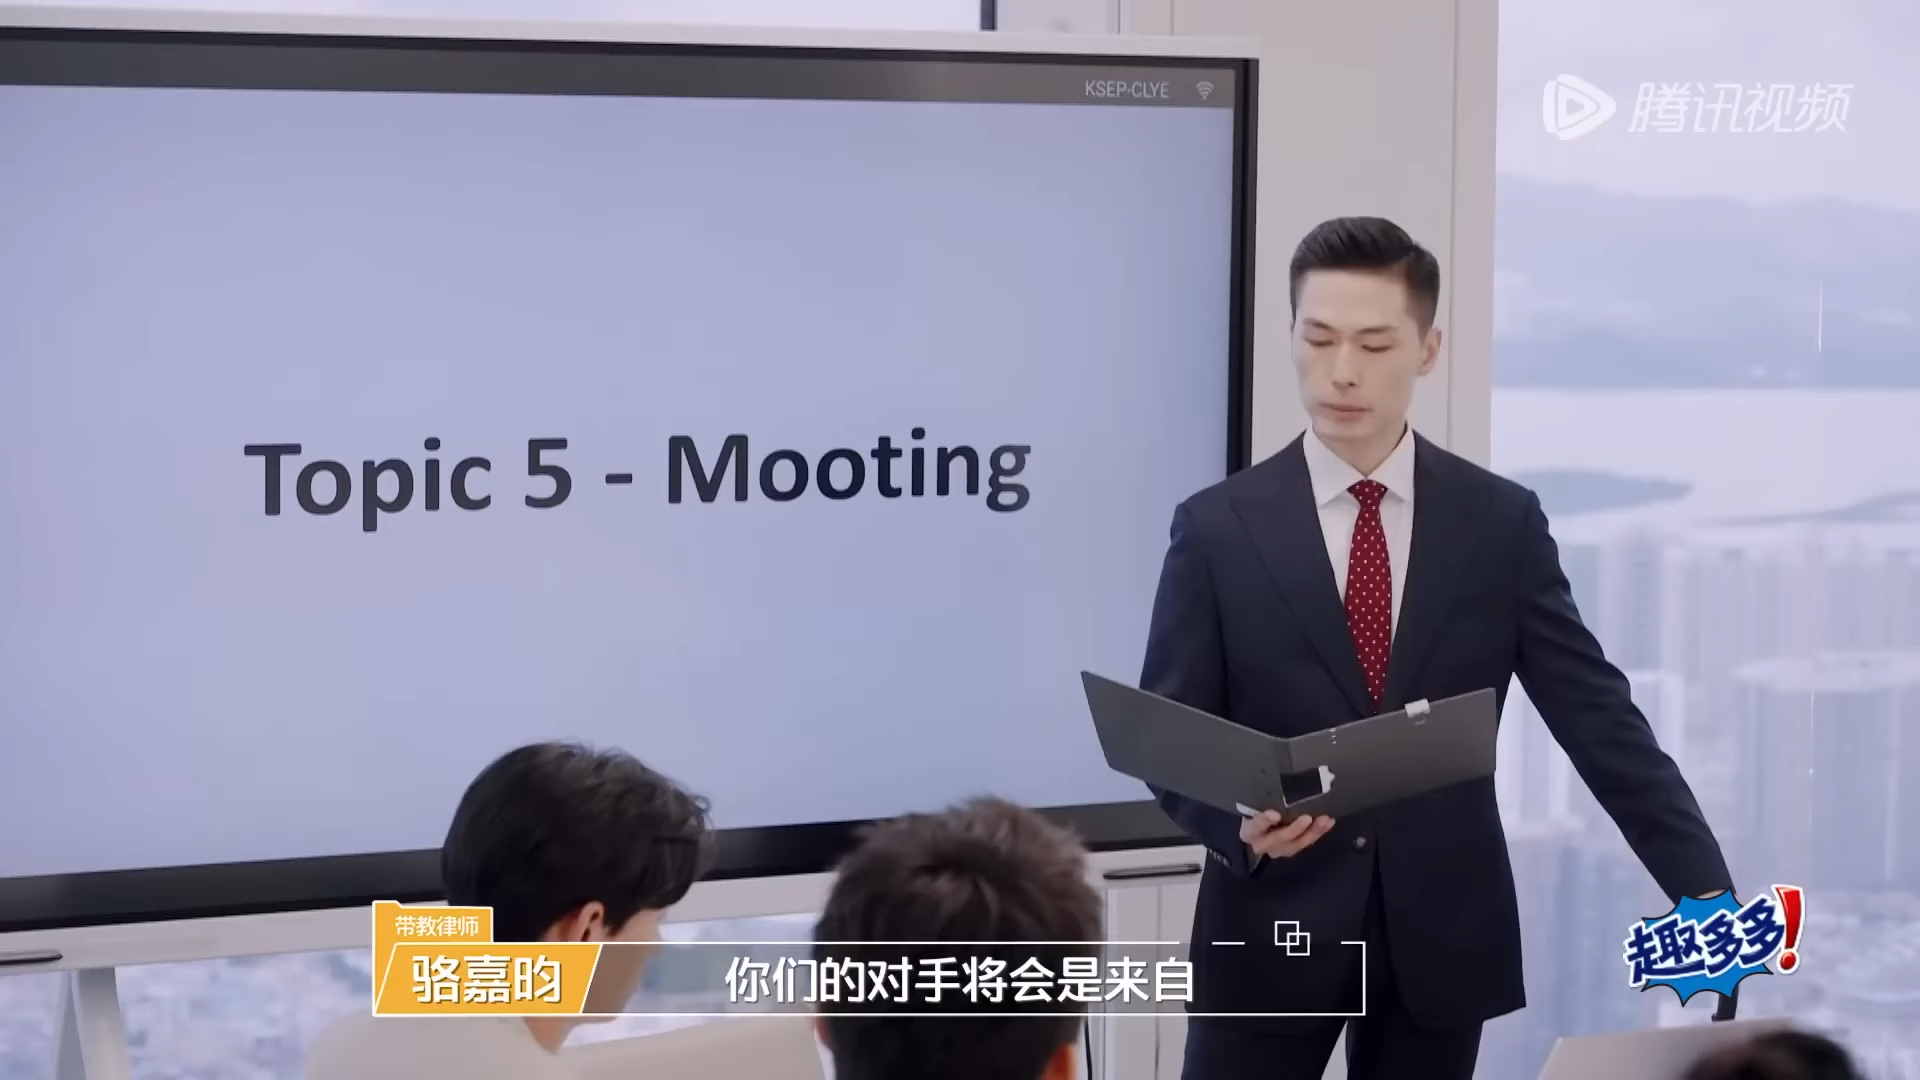 KSEP-CLYE
腾讯视频
Topic 5 - Mooting
带教律师
骆嘉昀
你们的对手将会是来自
趣多多!